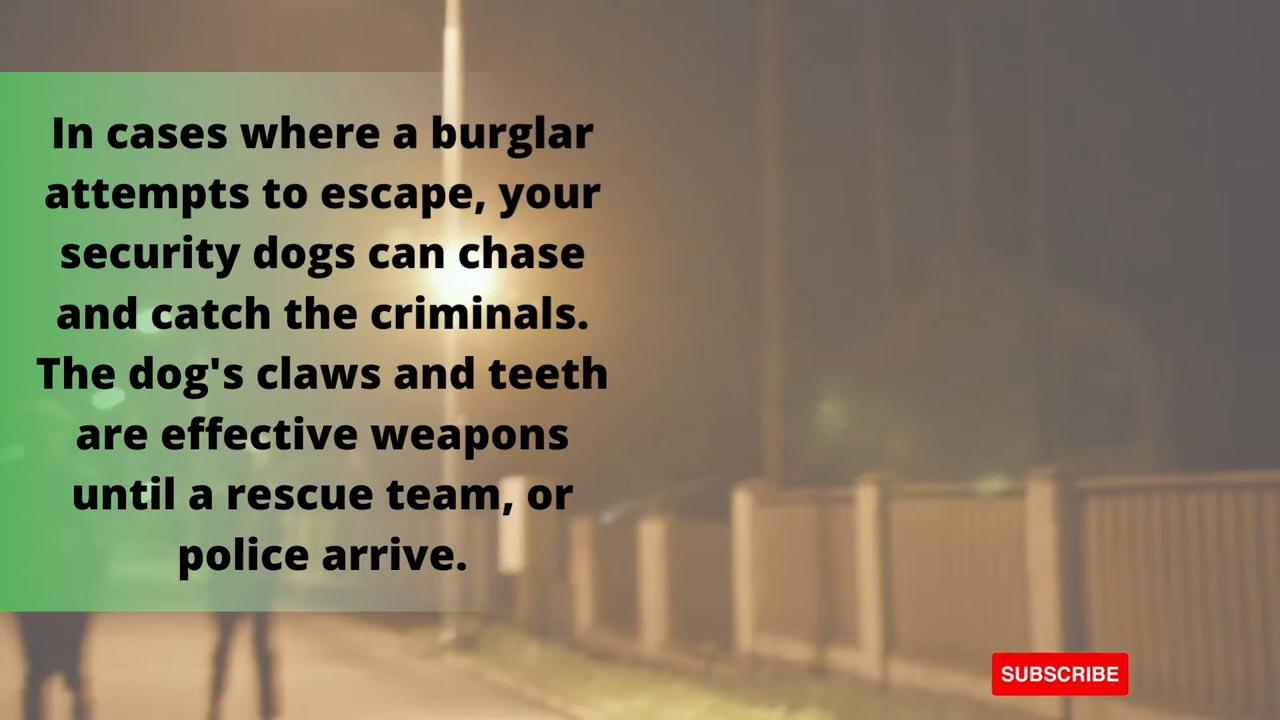 In cases where a burglar
attempts to escape, your
security dogs can chase
and catch the criminals.
The dog's claws and teeth
are effective weapons
until a rescue team, or
police arrive.
SUBSCRIBE